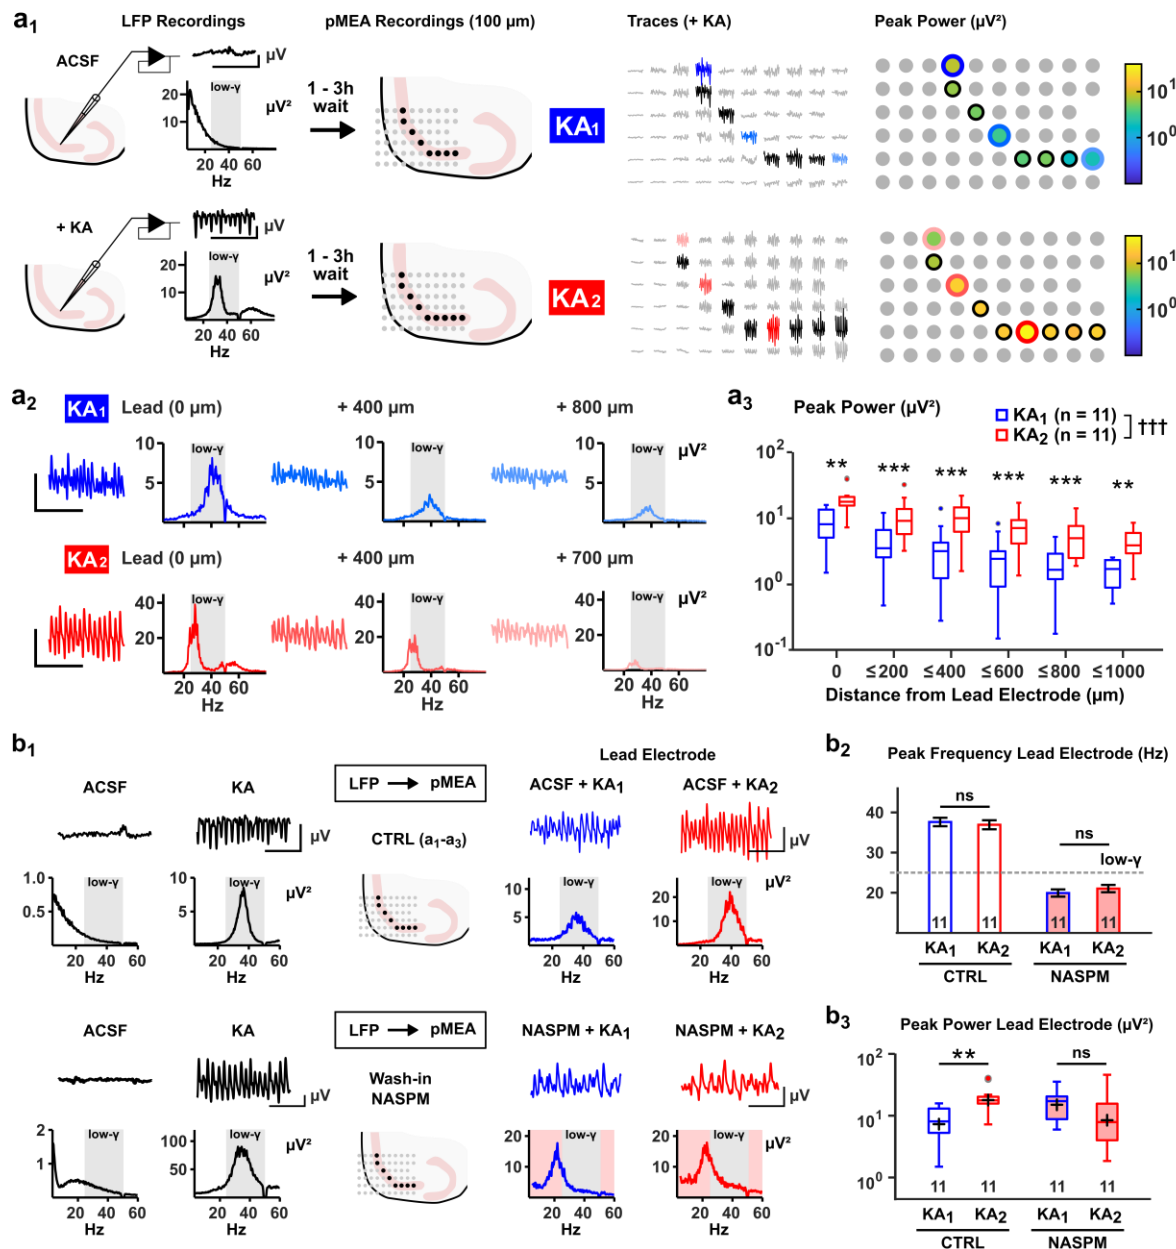 a1
LFP Recordings
pMEA Recordings (100 µm)
Traces (+ KA)
Peak Power (µV²)
ACSF
µV
low-γ
µV²
20
10
20 40 60
Hz
1 - 3h
wait
KA1
10¹
10⁰
+ KA
µV
low-γ
µV²
20
10
20 40 60
Hz
1 - 3h
wait
KA2
10¹
10⁰
a2
KA1 Lead (0 µm)
+ 400 µm
+ 800 µm
10
5
low-γ
10
5
low-γ
10
5
low-γ
µV²
KA2 Lead (0 µm)
+400 µm
+700 µm
40
20
low-γ
20 40 60
Hz
40
20
low-γ
20 40 60
Hz
40
20
low-γ
µV²
20 40 60
Hz
a3
Peak Power (µV²)
KA1 (n = 11)
KA2 (n = 11)
†††
10²
10¹
10⁰
10⁻¹
** *** *** *** *** **
0 ≤200 ≤400 ≤600 ≤800 ≤1000
Distance from Lead Electrode (µm)
b1
Lead Electrode
ACSF
KA
LFP → pMEA
ACSF + KA1
ACSF + KA2
µV
CTRL (a1-a3)
µV
1.0
0.5
low-γ
20 40 60
Hz
10
5
low-γ
µV²
20 40 60
Hz
10
5
low-γ
20 40 60
Hz
20
10
low-γ
µV²
20 40 60
Hz
ACSF
KA
LFP → pMEA
NASPM + KA1
NASPM + KA2
µV
Wash-in
NASPM
µV
2
1
low-γ
20 40 60
Hz
100
50
low-γ
µV²
20 40 60
Hz
20
10
low-γ
20 40 60
Hz
20
10
low-γ
µV²
20 40 60
Hz
b2
Peak Frequency Lead Electrode (Hz)
40
30
20
ns
ns
low-γ
11 11 11 11
KA1 KA2 KA1 KA2
CTRL NASPM
b3
Peak Power Lead Electrode (µV²)
10²
10¹
10⁰
**
ns
11 11 11 11
KA1 KA2 KA1 KA2
CTRL NASPM